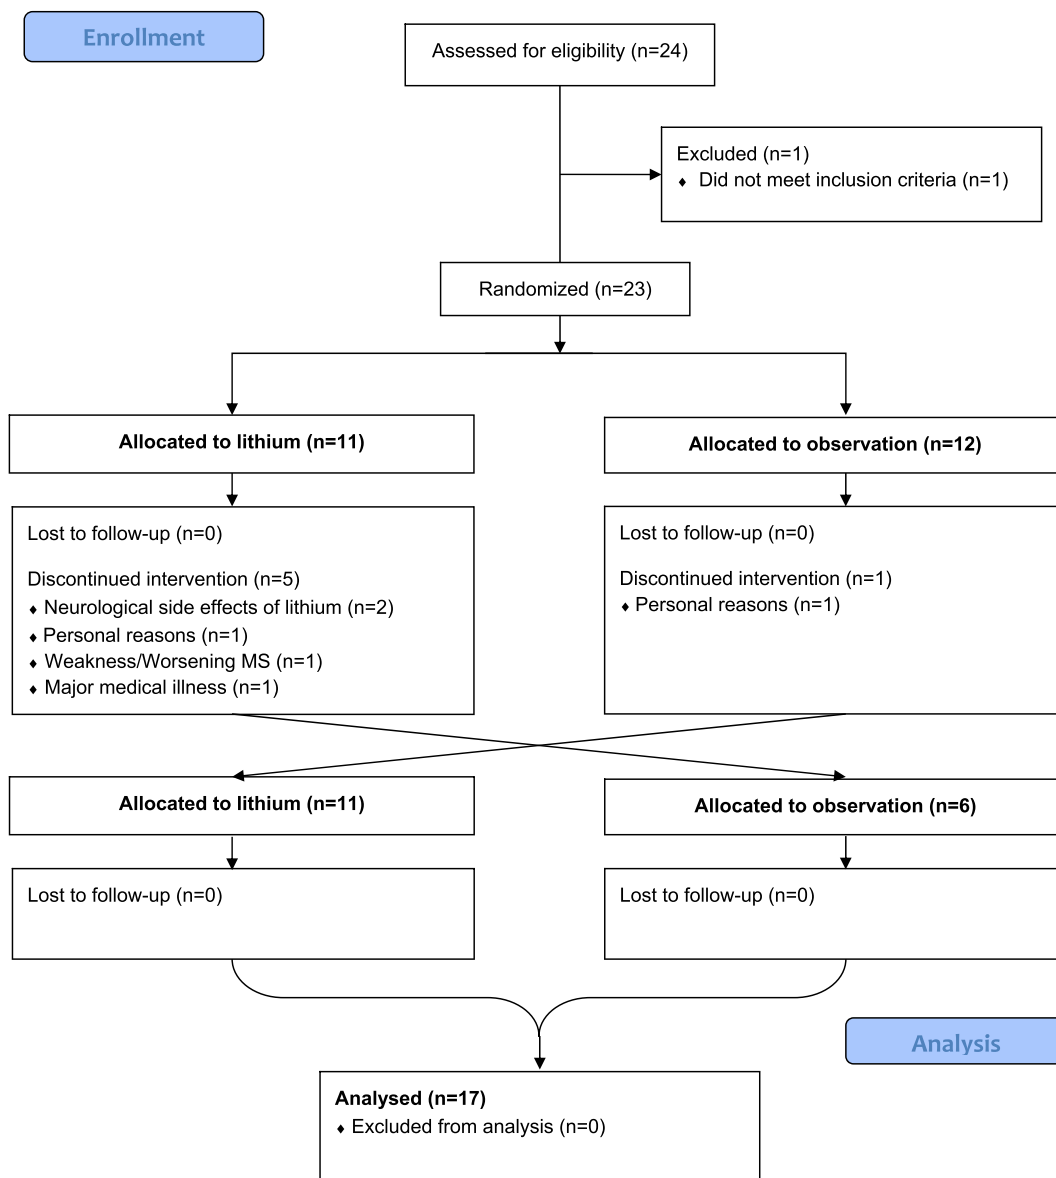 Enrollment
Assessed for eligibility (n=24)
Excluded (n=1)
♦ Did not meet inclusion criteria (n=1)
Randomized (n=23)
Allocated to lithium (n=11)
Allocated to observation (n=12)
Lost to follow-up (n=0)
Discontinued intervention (n=5)
♦ Neurological side effects of lithium (n=2)
♦ Personal reasons (n=1)
♦ Weakness/Worsening MS (n=1)
♦ Major medical illness (n=1)
Lost to follow-up (n=0)
Discontinued intervention (n=1)
♦ Personal reasons (n=1)
Allocated to lithium (n=11)
Allocated to observation (n=6)
Lost to follow-up (n=0)
Lost to follow-up (n=0)
Analysis
Analysed (n=17)
♦ Excluded from analysis (n=0)